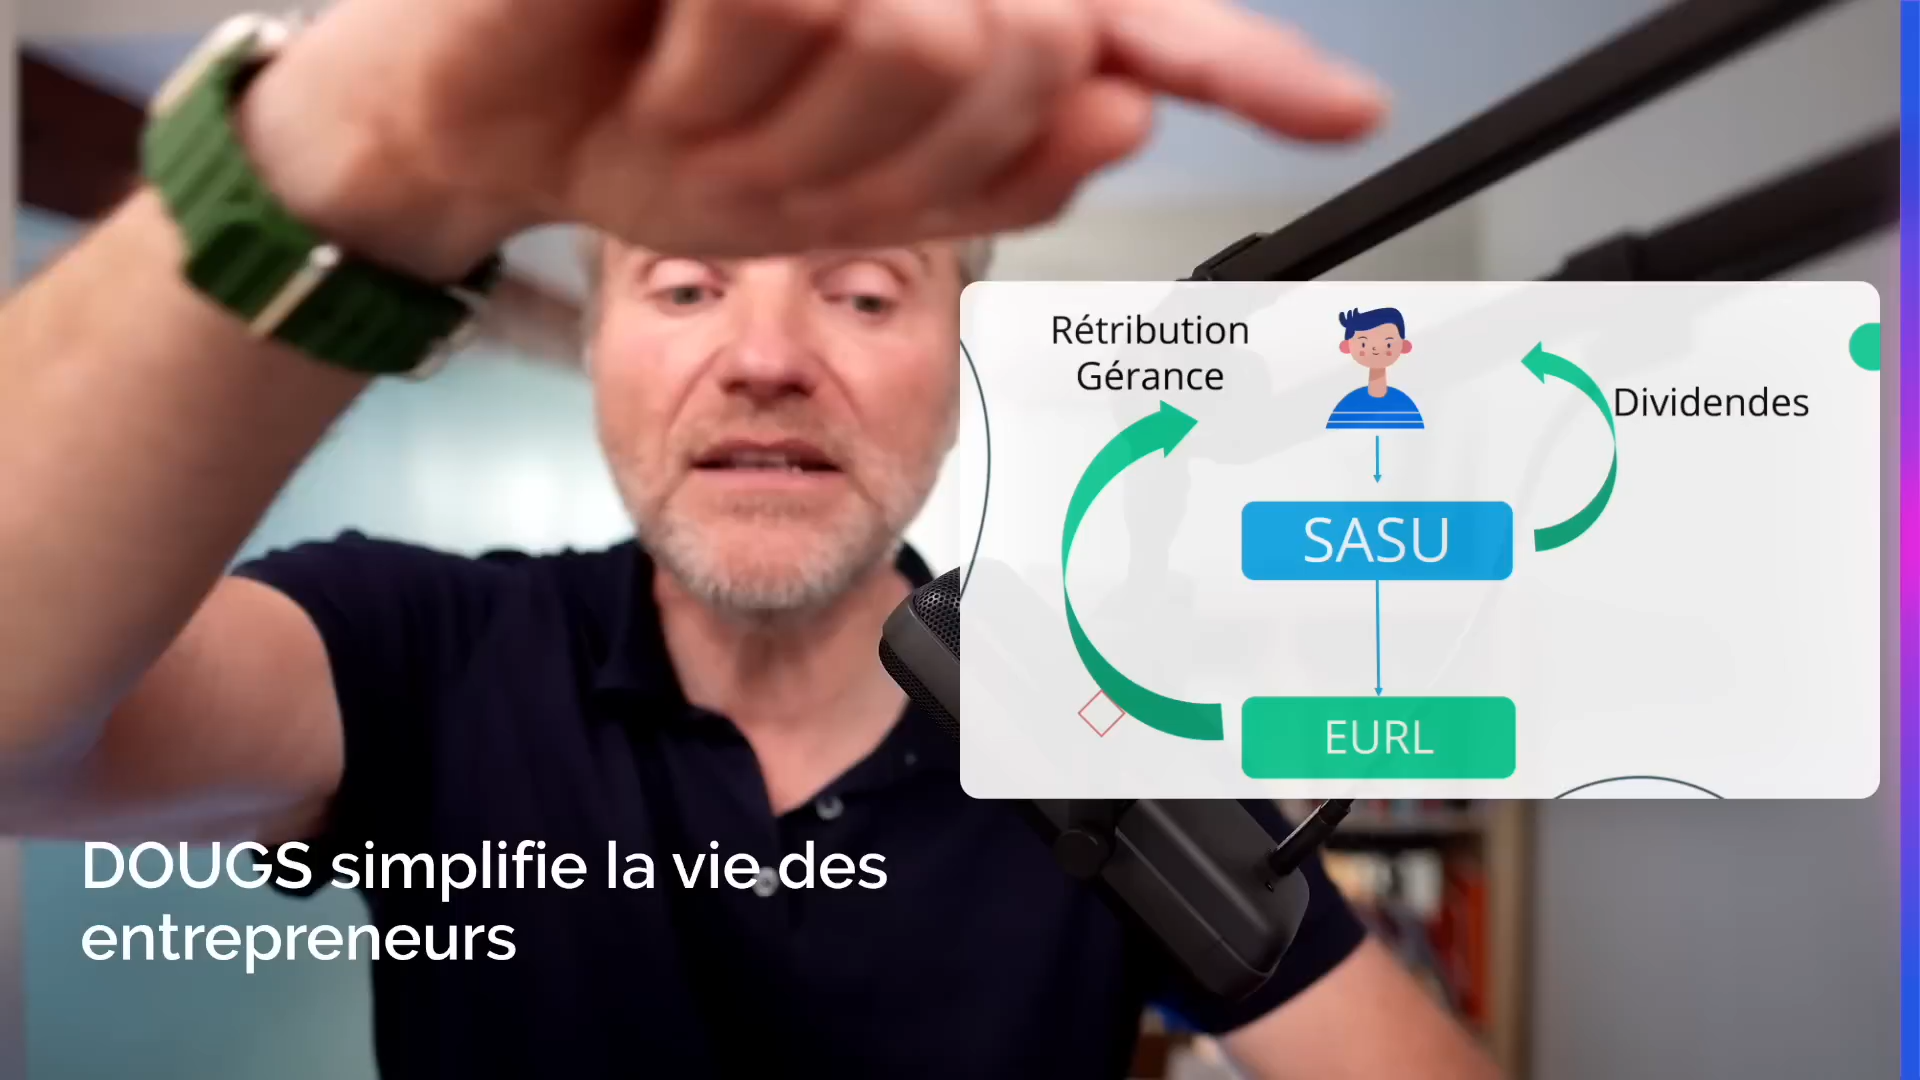 Rétribution
Gérance
Dividendes
SASU
EURL
DOUGS simplifie la vie des
entrepreneurs